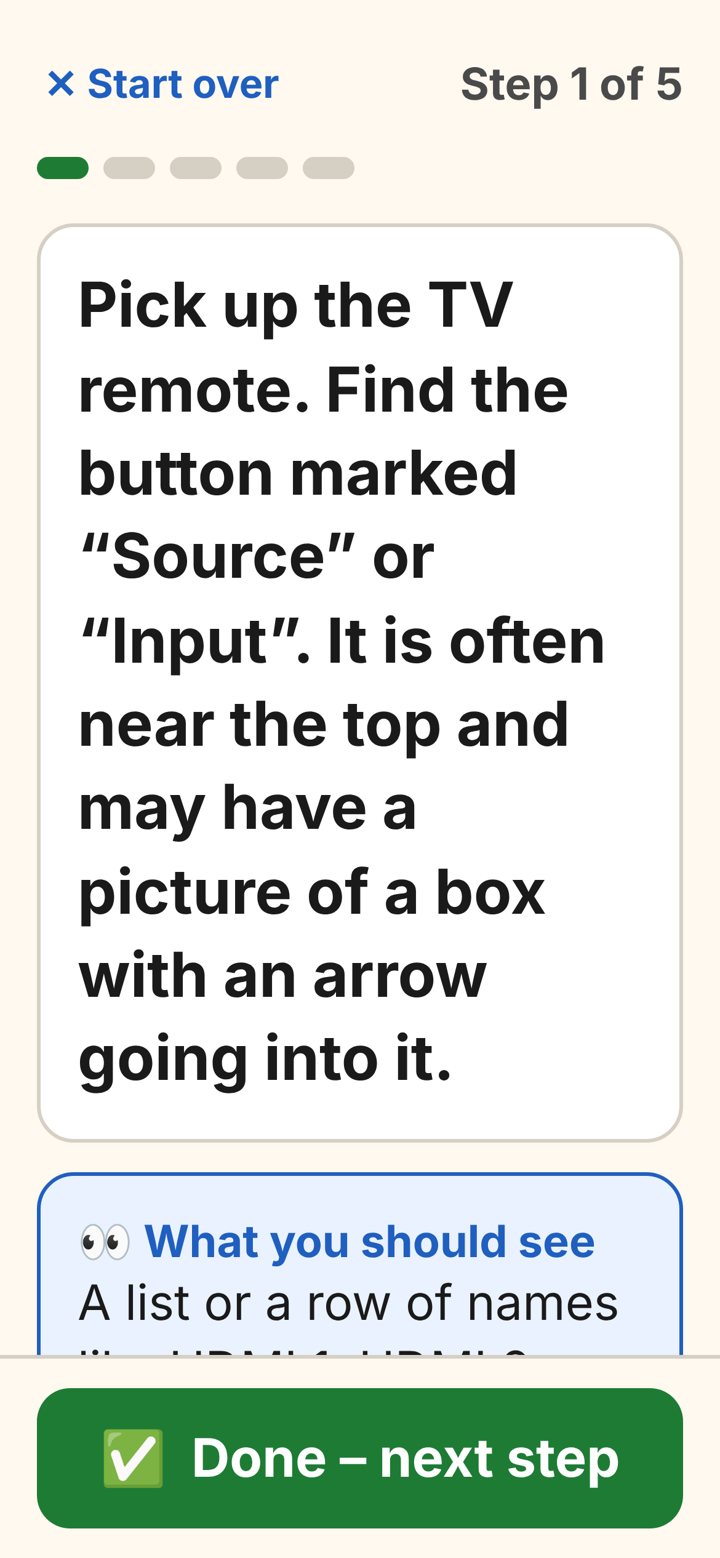 ✕ Start over
Step 1 of 5
Pick up the TV
remote. Find the
button marked
“Source” or
“Input”. It is often
near the top and
may have a
picture of a box
with an arrow
going into it.
👀 What you should see
A list or a row of names
✅ Done – next step